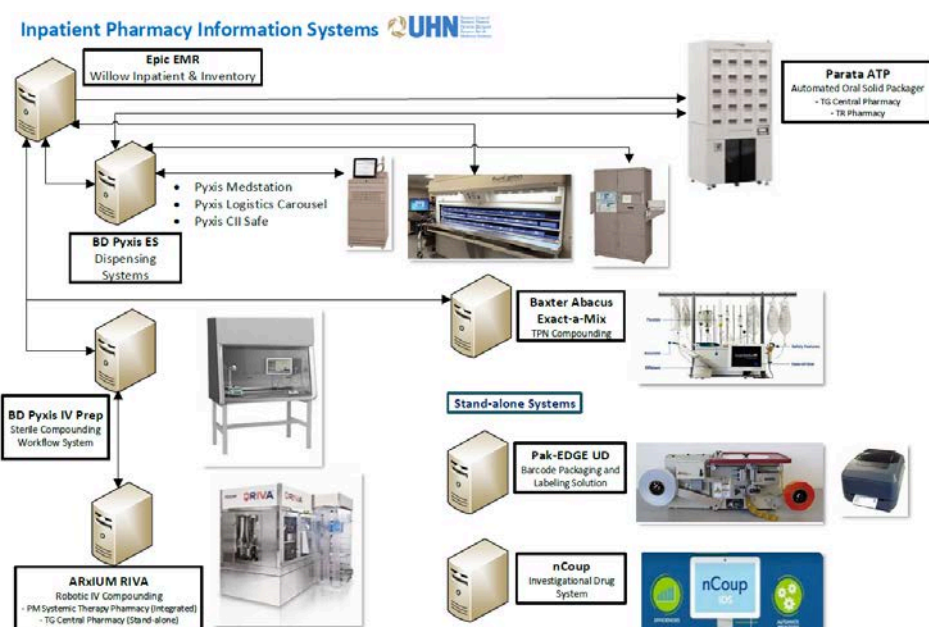 Inpatient Pharmacy Information Systems
UHN
Epic EMR
Willow Inpatient & Inventory
Parata ATP
Automated Oral Solid Packager
- TG Central Pharmacy
- TR Pharmacy
• Pyxis Medstation
• Pyxis Logistics Carousel
• Pyxis CII Safe
BD Pyxis ES
Dispensing
Systems
Baxter Abacus
Exact-a-Mix
TPN Compounding
Safety Features
BD Pyxis IV Prep
Sterile Compounding
Workflow System
Stand-alone Systems
Pak-EDGE UD
Barcode Packaging and
Labeling Solution
RIVA
RIVA
ARxIUM RIVA
Robotic IV Compounding
- PM Systemic Therapy Pharmacy (Integrated)
- TG Central Pharmacy (Stand-alone)
nCoup
Investigational Drug
System
nCoup
IDS